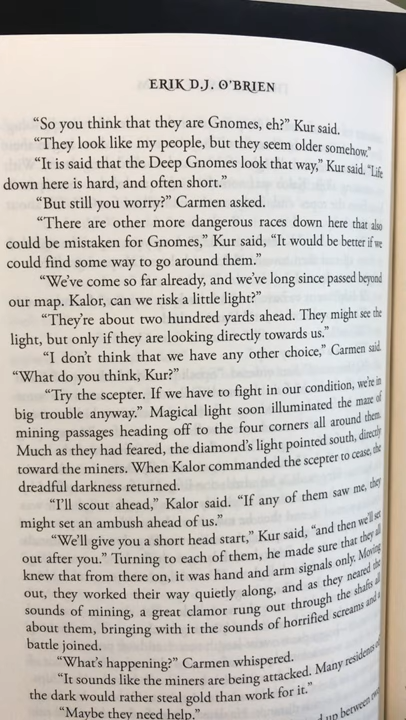 ERIK D.J. O'BRIEN
"So you think that they are Gnomes, eh?" Kur said.
"They look like my people, but they seem older somehow."
"It is said that the Deep Gnomes look that way," Kur said. "Life
down here is hard, and often short."
"But still you worry?" Carmen asked.
"There are other more dangerous races down here that also
could be mistaken for Gnomes," Kur said, "It would be better if we
could find some way to go around them."
"We've come so far already, and we've long since passed beyond
our map. Kalor, can we risk a little light?"
"They're about two hundred yards ahead. They might see the
light, but only if they are looking directly towards us."
"I don't think that we have any other choice," Carmen said.
"What do you think, Kur?"
"Try the scepter. If we have to fight in our condition, we're in
big trouble anyway." Magical light soon illuminated the maze of
mining passages heading off to the four corners all around them.
Much as they had feared, the diamond's light pointed south, directly
toward the miners. When Kalor commanded the scepter to cease, the
dreadful darkness returned.
"I'll scout ahead," Kalor said. "If any of them saw me, they
might set an ambush ahead of us."
"We'll give you a short head start," Kur said, "and then we'll set
out after you." Turning to each of them, he made sure that they all
knew that from there on, it was hand and arm signals only. Moving
out, they worked their way quietly along, and as they neared the
sounds of mining, a great clamor rung out through the shafts all
about them, bringing with it the sounds of horrified screams and a
battle joined.
"What's happening?" Carmen whispered.
"It sounds like the miners are being attacked. Many residents of
the dark would rather steal gold than work for it."
"Maybe they need help."
up between two